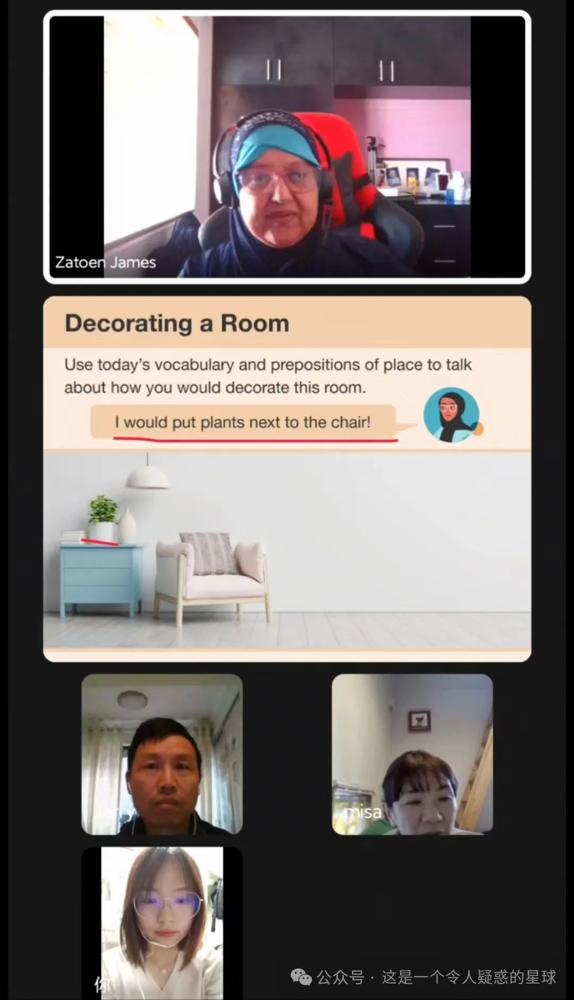 Zatoen James
Decorating a Room
Use today's vocabulary and prepositions of place to talk
about how you would decorate this room.
I would put plants next to the chair!
misa
你
公众号 · 这是一个令人疑惑的星球